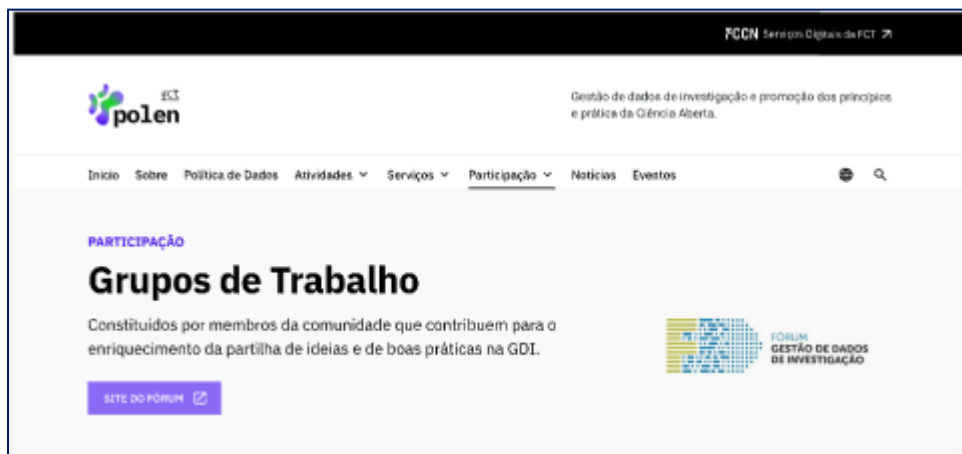 FCCN Serviços Digitais da FCT
fct
polen
Gestão de dados de investigação e promoção dos princípios
e prática da Ciência Aberta.
Início Sobre Política de Dados Atividades Serviços Participação Notícias Eventos
PARTICIPAÇÃO
Grupos de Trabalho
Constituídos por membros da comunidade que contribuem para o
enriquecimento da partilha de ideias e de boas práticas na GDI.
FÓRUM
GESTÃO DE DADOS
DE INVESTIGAÇÃO
SITE DO FÓRUM